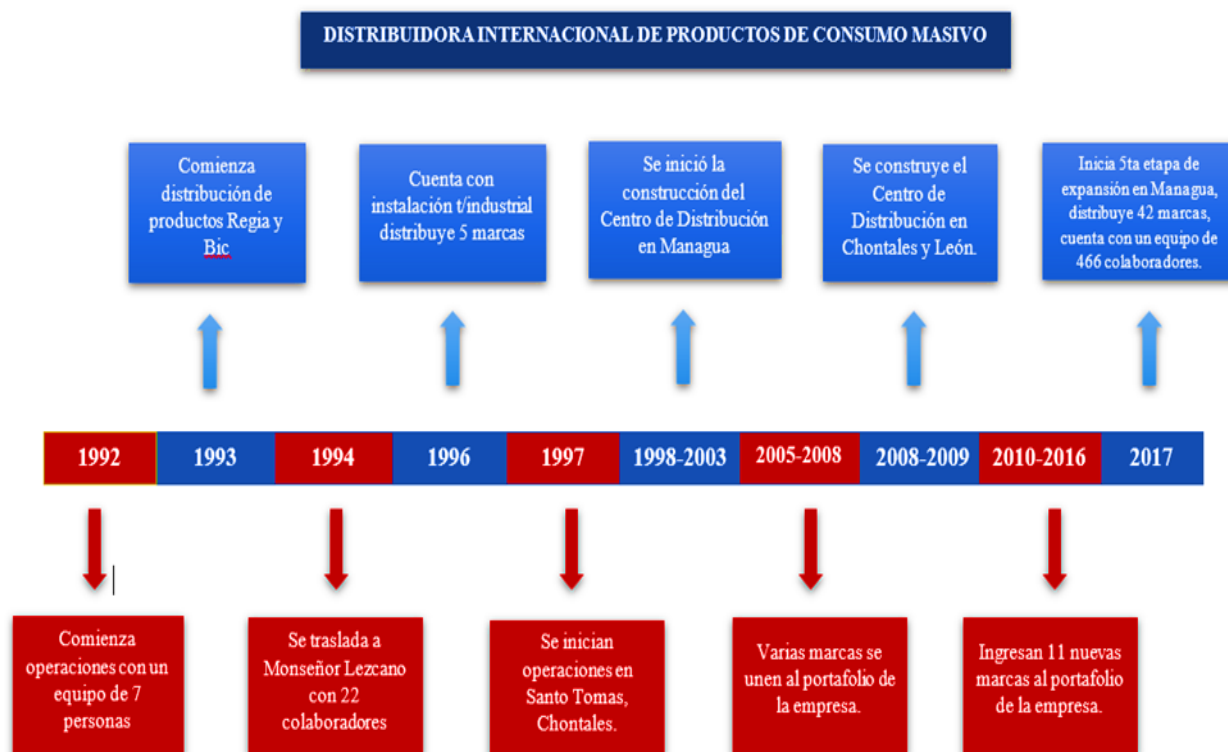 DISTRIBUIDORA INTERNACIONAL DE PRODUCTOS DE CONSUMO MASIVO
Comienza
distribución de
productos Regia y
Bic
Cuenta con
instalación t/industrial
distribuye 5 marcas
Se inició la
construcción del
Centro de Distribución
en Managua
Se construye el
Centro de
Distribución en
Chontales y León.
Inicia 5ta etapa de
expansión en Managua,
distribuye 42 marcas,
cuenta con un equipo de
466 colaboradores.
1992 1993 1994 1996 1997 1998-2003 2005-2008 2008-2009 2010-2016 2017
Comienza
operaciones con un
equipo de 7
personas
Se traslada a
Monseñor Lezcano
con 22
colaboradores
Se inician
operaciones en
Santo Tomas,
Chontales.
Varias marcas se
unen al portafolio de
la empresa.
Ingresan 11 nuevas
marcas al portafolio
de la empresa.